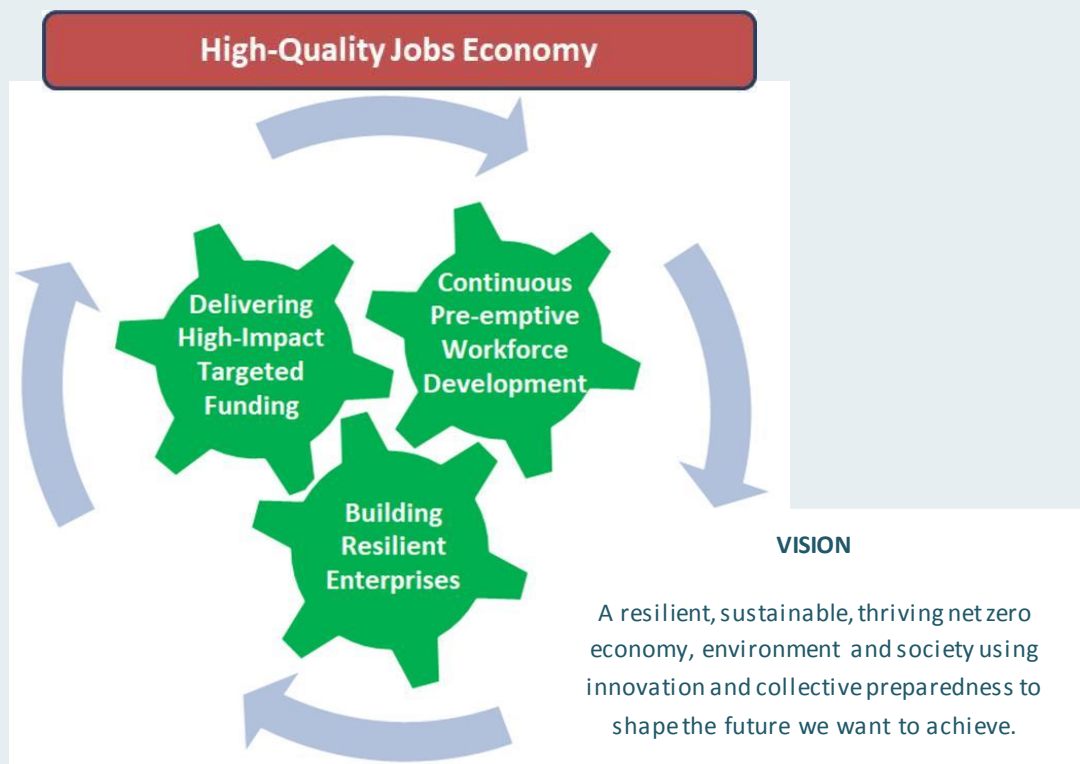 High-Quality Jobs Economy
Delivering
High-Impact
Targeted
Funding
Continuous
Pre-emptive
Workforce
Development
Building
Resilient
Enterprises
VISION
A resilient, sustainable, thriving net zero
economy, environment and society using
innovation and collective preparedness to
shape the future we want to achieve.